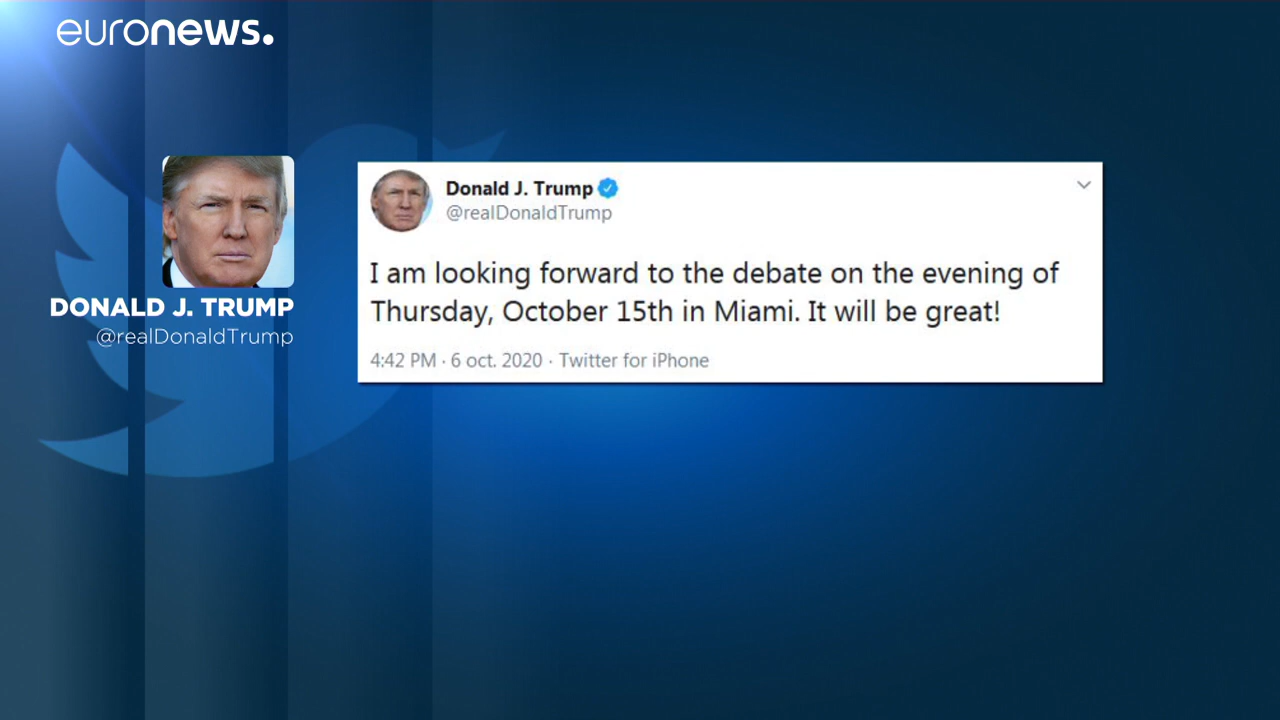 euronews.
DONALD J. TRUMP
@realDonaldTrump
Donald J. Trump
@realDonaldTrump
I am looking forward to the debate on the evening of
Thursday, October 15th in Miami. It will be great!
4:42 PM · 6 oct. 2020 · Twitter for iPhone